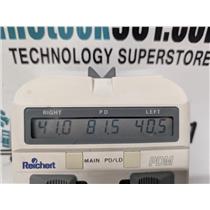 TECHNOLOGY SUPERSTORE
RIGHT PD LEFT
41.0 81.5 40.5
Reichert MAIN PD/LD PDM